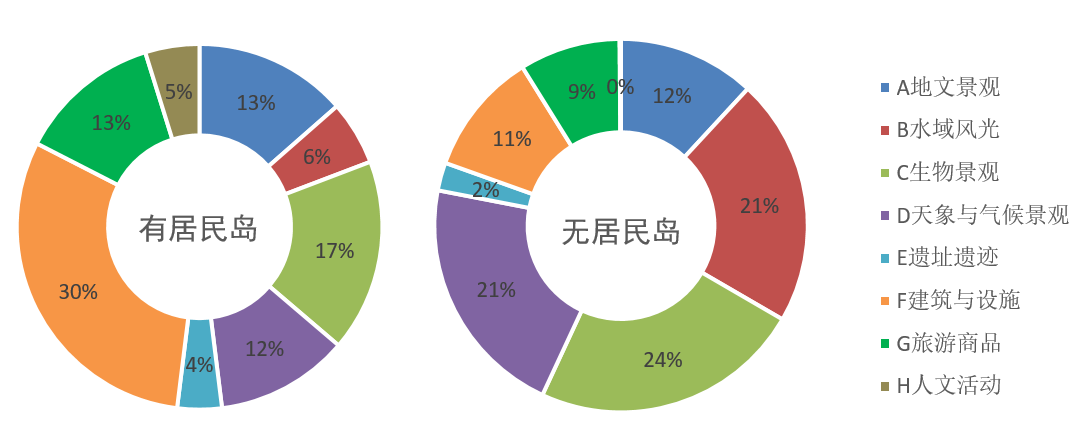 13%
6%
17%
12%
4%
30%
13%
5%
有居民岛
12%
21%
24%
21%
2%
11%
9%
0%
无居民岛
A地文景观
B水域风光
C生物景观
D天象与气候景观
E遗址遗迹
F建筑与设施
G旅游商品
H人文活动